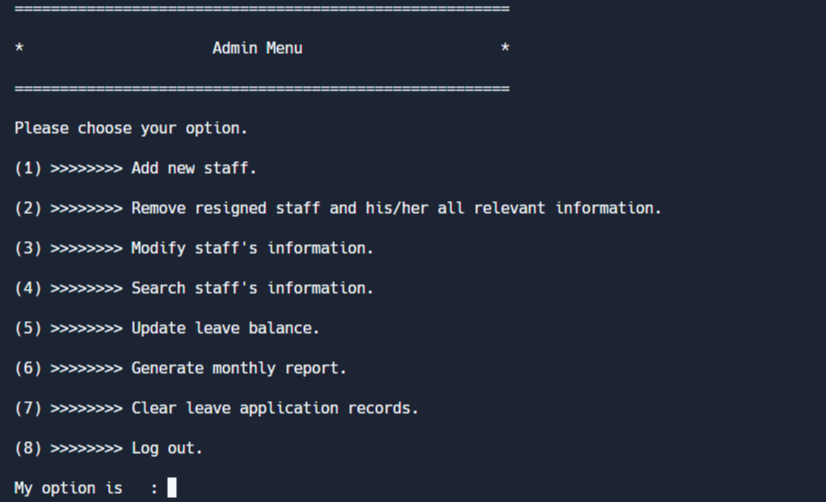 =======================================================
*                     Admin Menu                      *
=======================================================
Please choose your option.
(1) >>>>>>>> Add new staff.
(2) >>>>>>>> Remove resigned staff and his/her all relevant information.
(3) >>>>>>>> Modify staff's information.
(4) >>>>>>>> Search staff's information.
(5) >>>>>>>> Update leave balance.
(6) >>>>>>>> Generate monthly report.
(7) >>>>>>>> Clear leave application records.
(8) >>>>>>>> Log out.
My option is   :